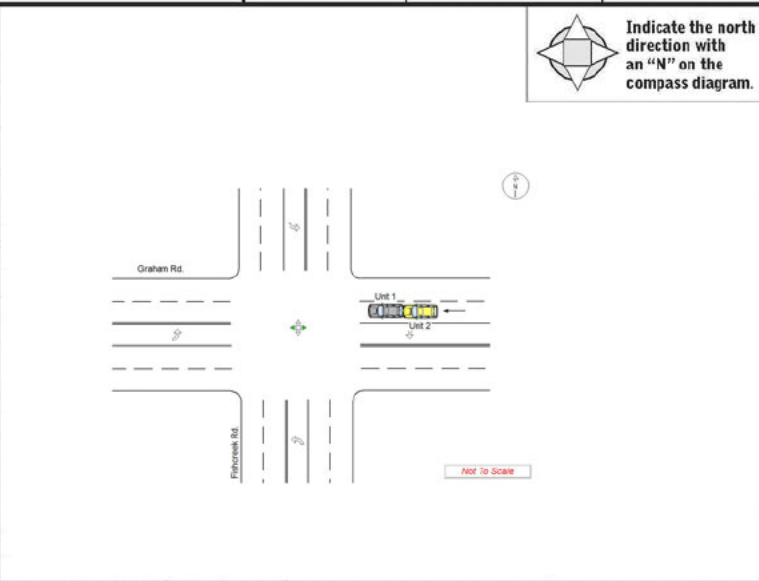 Indicate the north
direction with
an “N” on the
compass diagram.
N
Graham Rd.
Unit 1
Unit 2
Fishcreek Rd.
Not To Scale